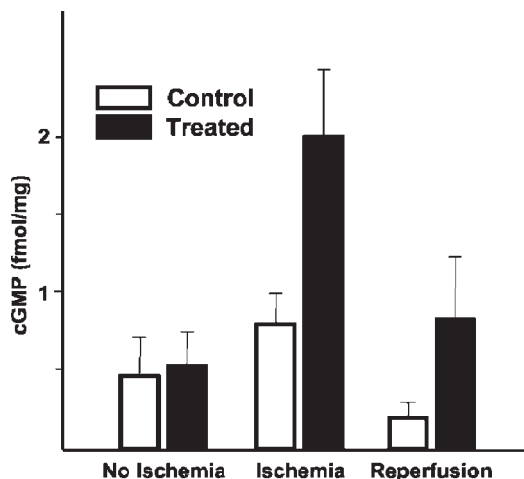 Control
Treated
2
1
cGMP (fmol/mg)
No Ischemia Ischemia Reperfusion